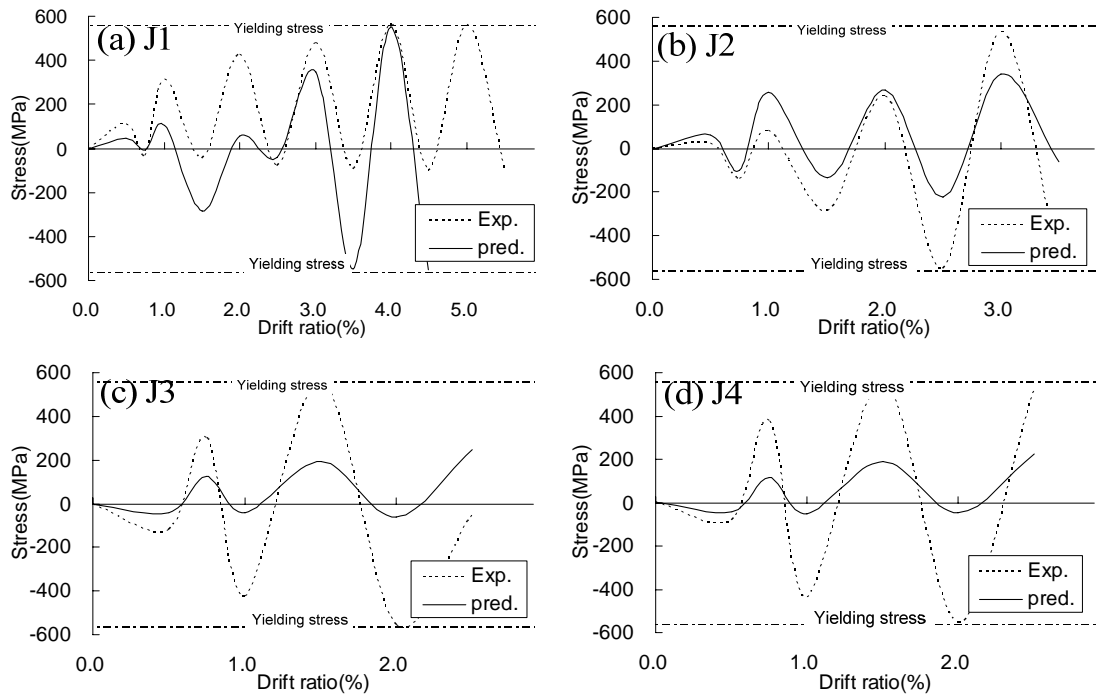 (a) J1
Yielding stress
600
400
200
0
-200
-400
-600
Stress(MPa)
Exp.
pred.
Yielding stress
0.0 1.0 2.0 3.0 4.0 5.0
Drift ratio(%)
(b) J2
Yielding stress
600
400
200
0
-200
-400
-600
Stress(MPa)
Exp.
pred.
Yielding stress
0.0 1.0 2.0 3.0
Drift ratio(%)
(c) J3
Yielding stress
600
400
200
0
-200
-400
-600
Stress(MPa)
Exp.
pred.
Yielding stress
0.0 1.0 2.0
Drift ratio(%)
(d) J4
Yielding stress
600
400
200
0
-200
-400
-600
Stress(MPa)
Exp.
pred.
Yielding stress
0.0 1.0 2.0
Drift ratio(%)